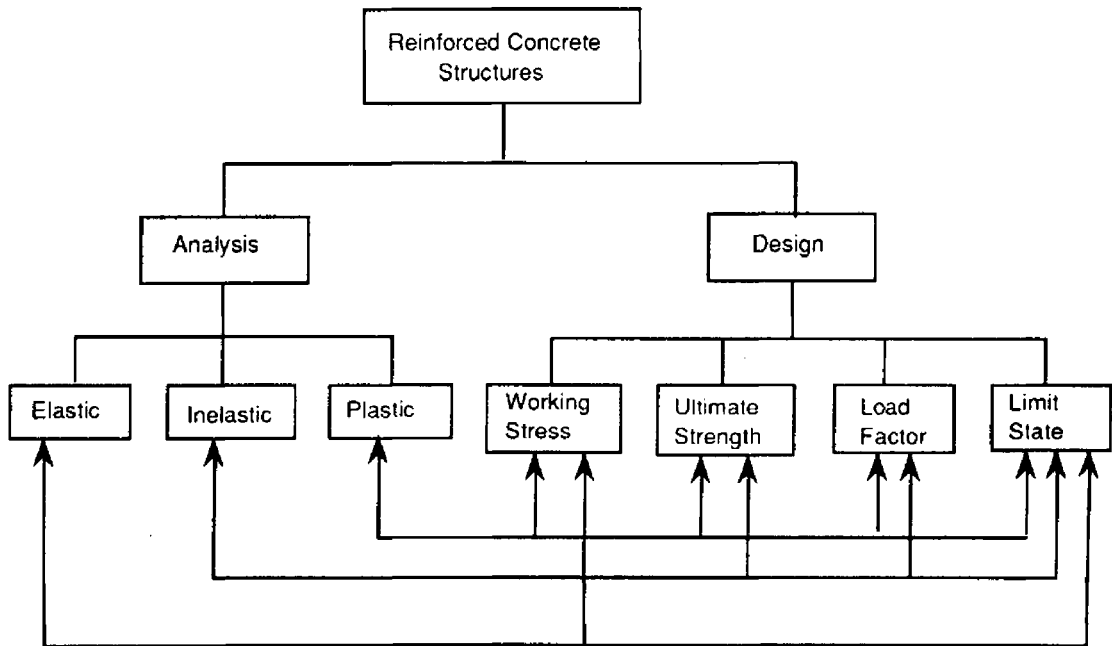 Reinforced Concrete
Structures
Analysis
Design
Elastic
Inelastic
Plastic
Working
Stress
Ultimate
Strength
Load
Factor
Limit
State